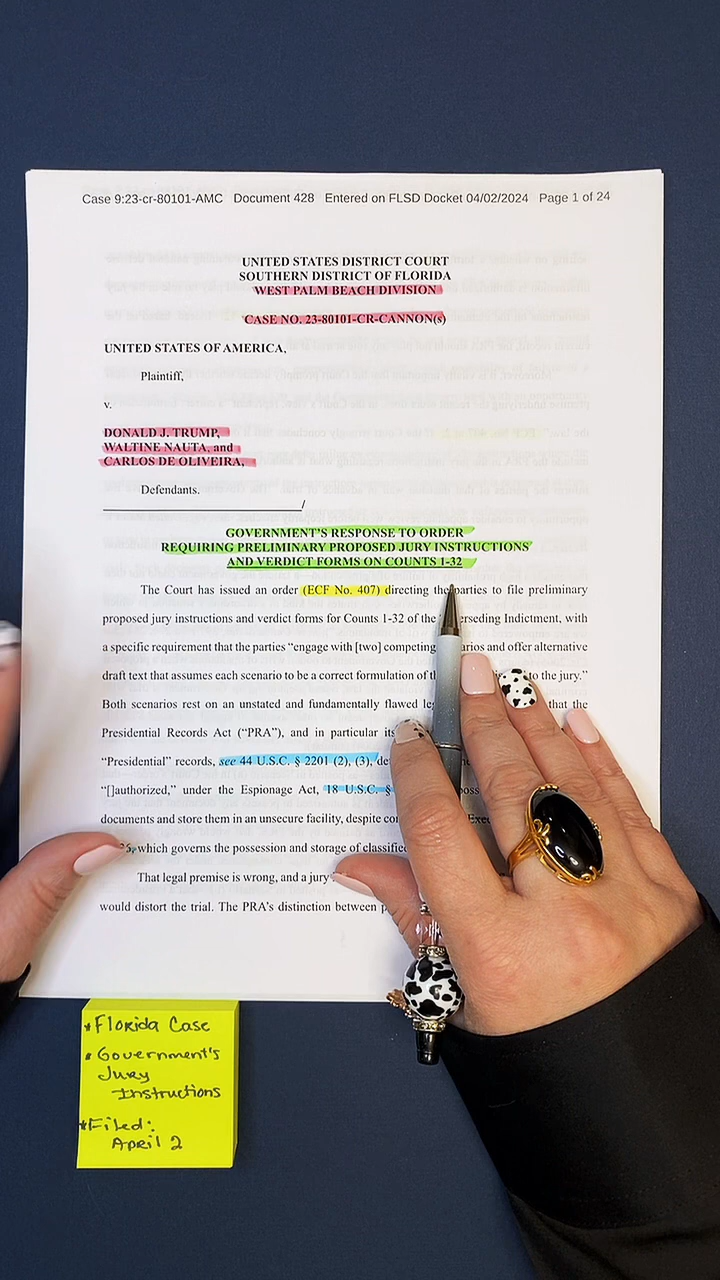 Case 9:23-cr-80101-AMC Document 428 Entered on FLSD Docket 04/02/2024 Page 1 of 24
UNITED STATES DISTRICT COURT
SOUTHERN DISTRICT OF FLORIDA
WEST PALM BEACH DIVISION
CASE NO. 23-80101-CR-CANNON(s)
UNITED STATES OF AMERICA,
Plaintiff,
v.
DONALD J. TRUMP,
WALTINE NAUTA, and
CARLOS DE OLIVEIRA,
Defendants.
/
GOVERNMENT'S RESPONSE TO ORDER
REQUIRING PRELIMINARY PROPOSED JURY INSTRUCTIONS
AND VERDICT FORMS ON COUNTS 1-32
The Court has issued an order (ECF No. 407) directing the parties to file preliminary
proposed jury instructions and verdict forms for Counts 1-32 of the Indictment, with
a specific requirement that the parties "engage with [two] competing and offer alternative
draft text that assumes each scenario to be a correct formulation of to the jury."
Both scenarios rest on an unstated and fundamentally flawed that the
Presidential Records Act ("PRA"), and in particular its
"Presidential" records, see 44 U.S.C. § 2201 (2), (3),
"[]authorized," under the Espionage Act, 18 U.S.C. §
documents and store them in an unsecure facility, despite
which governs the possession and storage of
That legal premise is wrong, and a jury
would distort the trial. The PRA's distinction between
*Florida Case
*Government's
Jury
Instructions
*Filed:
April 2